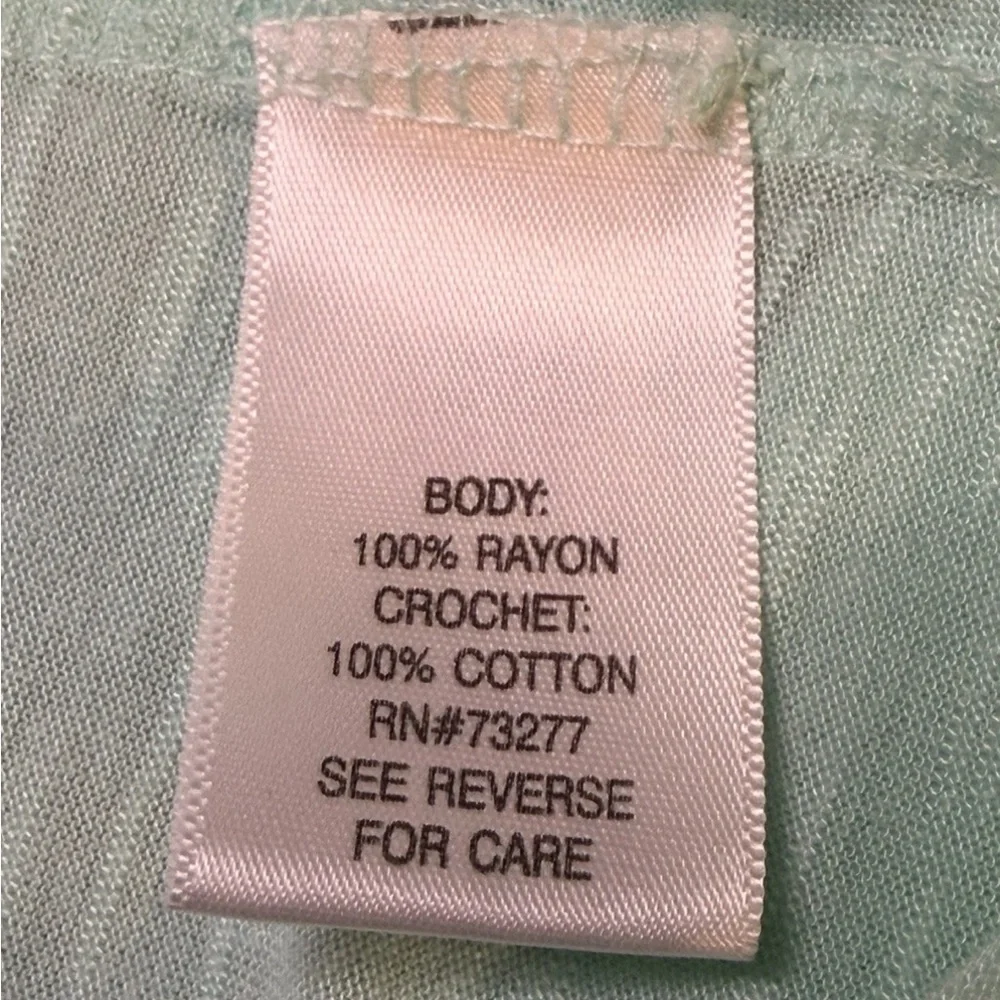 BODY:
100% RAYON
CROCHET:
100% COTTON
RN#73277
SEE REVERSE
FOR CARE